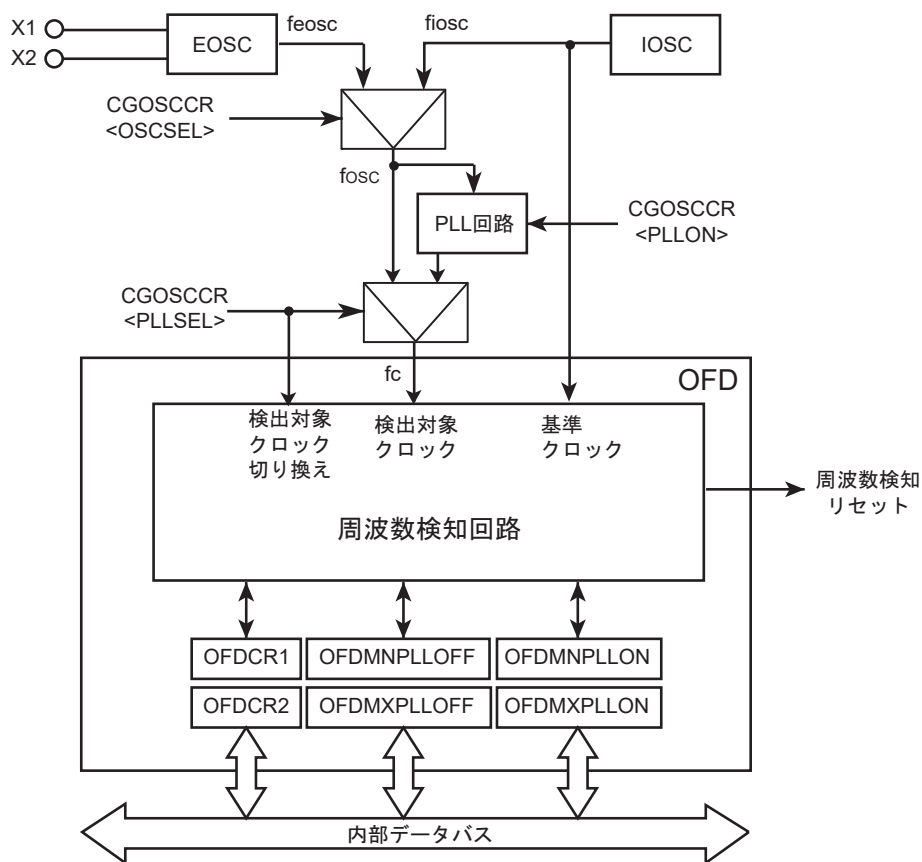 X1
X2
EOSC
feosc
fiosc
IOSC
CGOSCCR
<OSCSEL>
fosc
PLL回路
CGOSCCR
<PLLON>
CGOSCCR
<PLLSEL>
fc
OFD
検出対象
クロック
切り換え
検出対象
クロック
基準
クロック
周波数検知回路
周波数検知
リセット
OFDCR1
OFDMNPLLOFF
OFDMNPLLON
OFDCR2
OFDMXPLLOFF
OFDMXPLLON
内部データバス